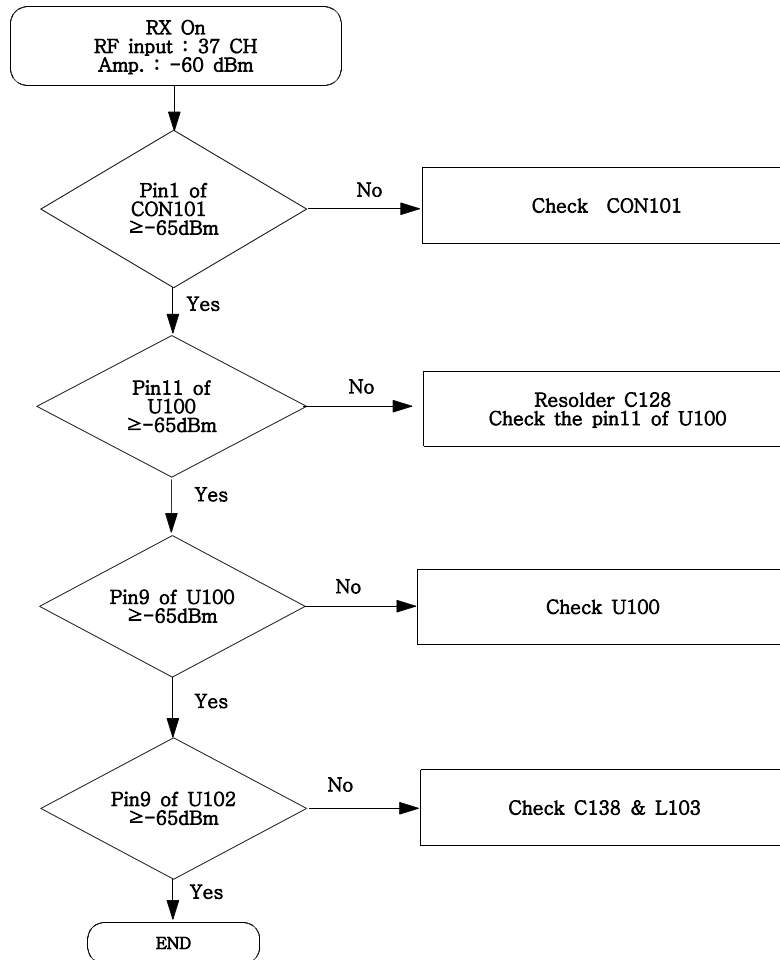 RX On
RF input : 37 CH
Amp. : -60 dBm
Pin1 of
CON101
≥-65dBm
No
Check CON101
Yes
Pin11 of
U100
≥-65dBm
No
Resolder C128
Check the pin11 of U100
Yes
Pin9 of U100
≥-65dBm
No
Check U100
Yes
Pin9 of U102
≥-65dBm
No
Check C138 & L103
Yes
END